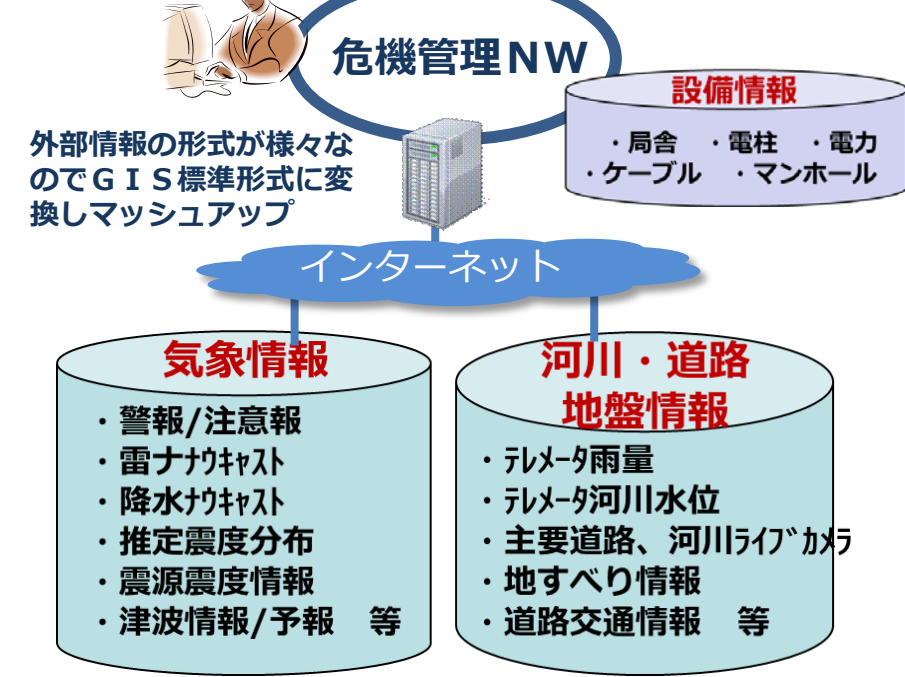 危機管理ＮＷ
設備情報
・局舎　・電柱　・電力
・ケーブル　・マンホール
外部情報の形式が様々な
のでＧＩＳ標準形式に変
換しマッシュアップ
インターネット
気象情報
・警報/注意報
・雷ナﾅｳｷｬｽﾄ
・降水ﾅｳｷｬｽﾄ
・推定震度分布
・震源震度情報
・津波情報/予報　等
河川・道路
地盤情報
・ﾃﾚﾒｰﾀ雨量
・ﾃﾚﾒｰﾀ河川水位
・主要道路、河川ﾗｲﾌﾞｶﾒﾗ
・地すべり情報
・道路交通情報　等